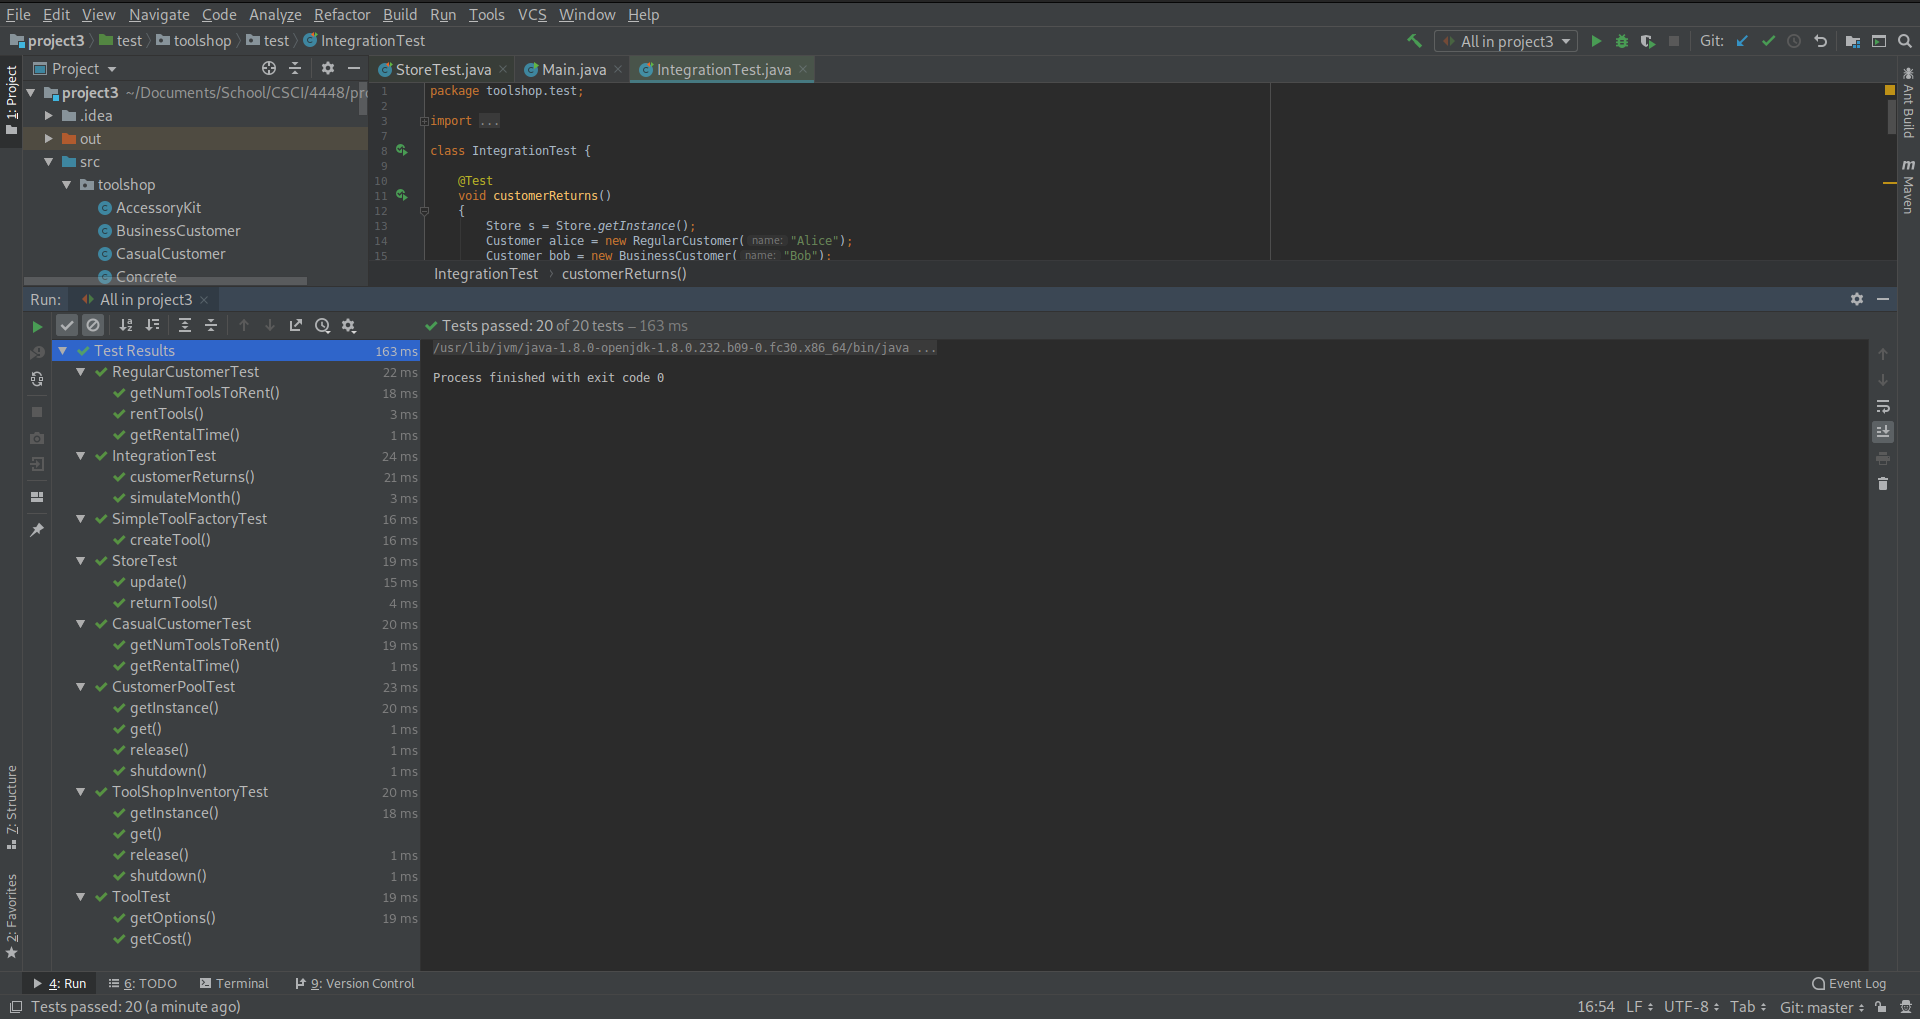 File Edit View Navigate Code Analyze Refactor Build Run Tools VCS Window Help
project3 test toolshop test IntegrationTest
All in project3 Git:
1: Project
Project
project3 ~/Documents/School/CSCI/4448/pr
.idea
out
src
toolshop
AccessoryKit
BusinessCustomer
CasualCustomer
Concrete
StoreTest.java Main.java IntegrationTest.java
1 package toolshop.test;
2
3 import ...
7
8 class IntegrationTest {
9
10 @Test
11 void customerReturns()
12 {
13 Store s = Store.getInstance();
14 Customer alice = new RegularCustomer( name: "Alice");
15 Customer bob = new BusinessCustomer( name: "Bob");
IntegrationTest › customerReturns()
Ant Build
Maven
Run: All in project3
Tests passed: 20 of 20 tests – 163 ms
Test Results 163 ms
RegularCustomerTest 22 ms
getNumToolsToRent() 18 ms
rentTools() 3 ms
getRentalTime() 1 ms
IntegrationTest 24 ms
customerReturns() 21 ms
simulateMonth() 3 ms
SimpleToolFactoryTest 16 ms
createTool() 16 ms
StoreTest 19 ms
update() 15 ms
returnTools() 4 ms
CasualCustomerTest 20 ms
getNumToolsToRent() 19 ms
getRentalTime() 1 ms
CustomerPoolTest 23 ms
getInstance() 20 ms
get() 1 ms
release() 1 ms
shutdown() 1 ms
ToolShopInventoryTest 20 ms
getInstance() 18 ms
get()
release() 1 ms
shutdown() 1 ms
ToolTest 19 ms
getOptions() 19 ms
getCost()
/usr/lib/jvm/java-1.8.0-openjdk-1.8.0.232.b09-0.fc30.x86_64/bin/java ...
Process finished with exit code 0
7: Structure
2: Favorites
4: Run 6: TODO Terminal 9: Version Control Event Log
Tests passed: 20 (a minute ago) 16:54 LF UTF-8 Tab Git: master